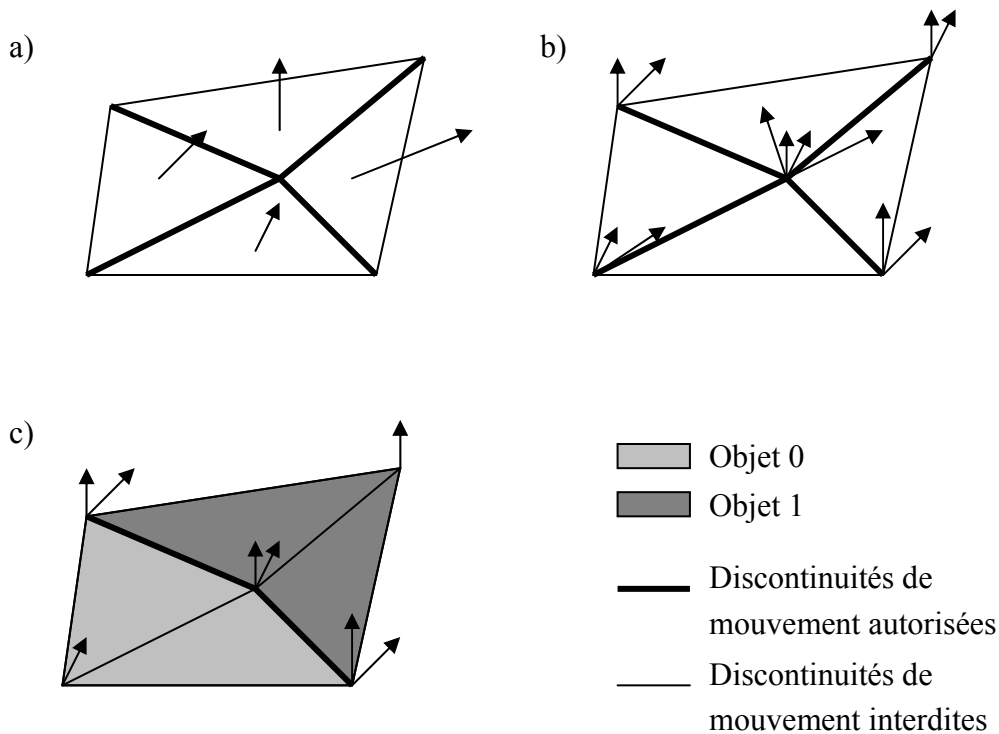 a)
b)
c)
Objet 0
Objet 1
Discontinuités de
mouvement autorisées
Discontinuités de
mouvement interdites